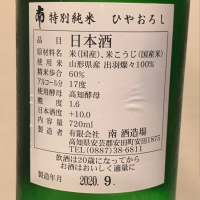 南 特別純米 ひやおろし
品名 日本酒
原材料名 米(国産)、米こうじ(国産米)
使用米 山形県産 出羽燦々100%
精米歩合 60%
アルコール分 17度
使用酵母 高知酵母
酸度 1.6
日本酒度 +10.0
内容量 720ml
製造者 有限会社 南 酒造場
高知県安芸郡安田町安田1875
TEL(0887)38-6811
飲酒は20歳になってから
お酒はおいしく適量に
製造年月 2020. 9.